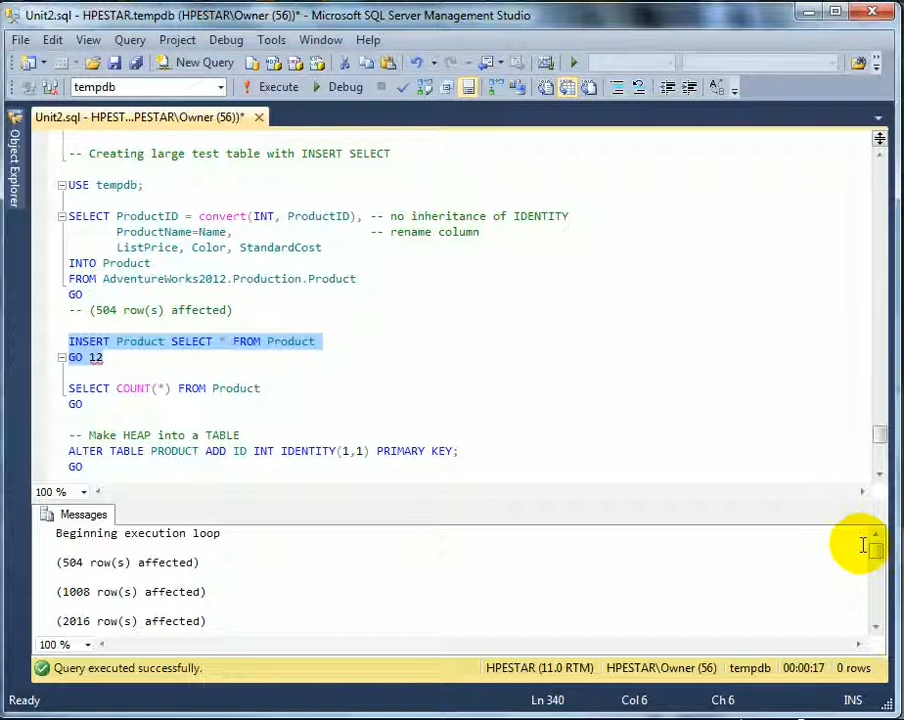 Unit2.sql - HPESTAR.tempdb (HPESTAR\Owner (56))* - Microsoft SQL Server Management Studio
File Edit View Query Project Debug Tools Window Help
New Query
tempdb Execute Debug
Unit2.sql - HPEST...PESTAR\Owner (56))*
Object Explorer
-- Creating large test table with INSERT SELECT
USE tempdb;
SELECT ProductID = convert(INT, ProductID), -- no inheritance of IDENTITY
ProductName=Name, -- rename column
ListPrice, Color, StandardCost
INTO Product
FROM AdventureWorks2012.Production.Product
GO
-- (504 row(s) affected)
INSERT Product SELECT * FROM Product
GO 12
SELECT COUNT(*) FROM Product
GO
-- Make HEAP into a TABLE
ALTER TABLE PRODUCT ADD ID INT IDENTITY(1,1) PRIMARY KEY;
GO
100 %
Messages
Beginning execution loop
(504 row(s) affected)
(1008 row(s) affected)
(2016 row(s) affected)
100 %
Query executed successfully. HPESTAR (11.0 RTM) HPESTAR\Owner (56) tempdb 00:00:17 0 rows
Ready Ln 340 Col 6 Ch 6 INS